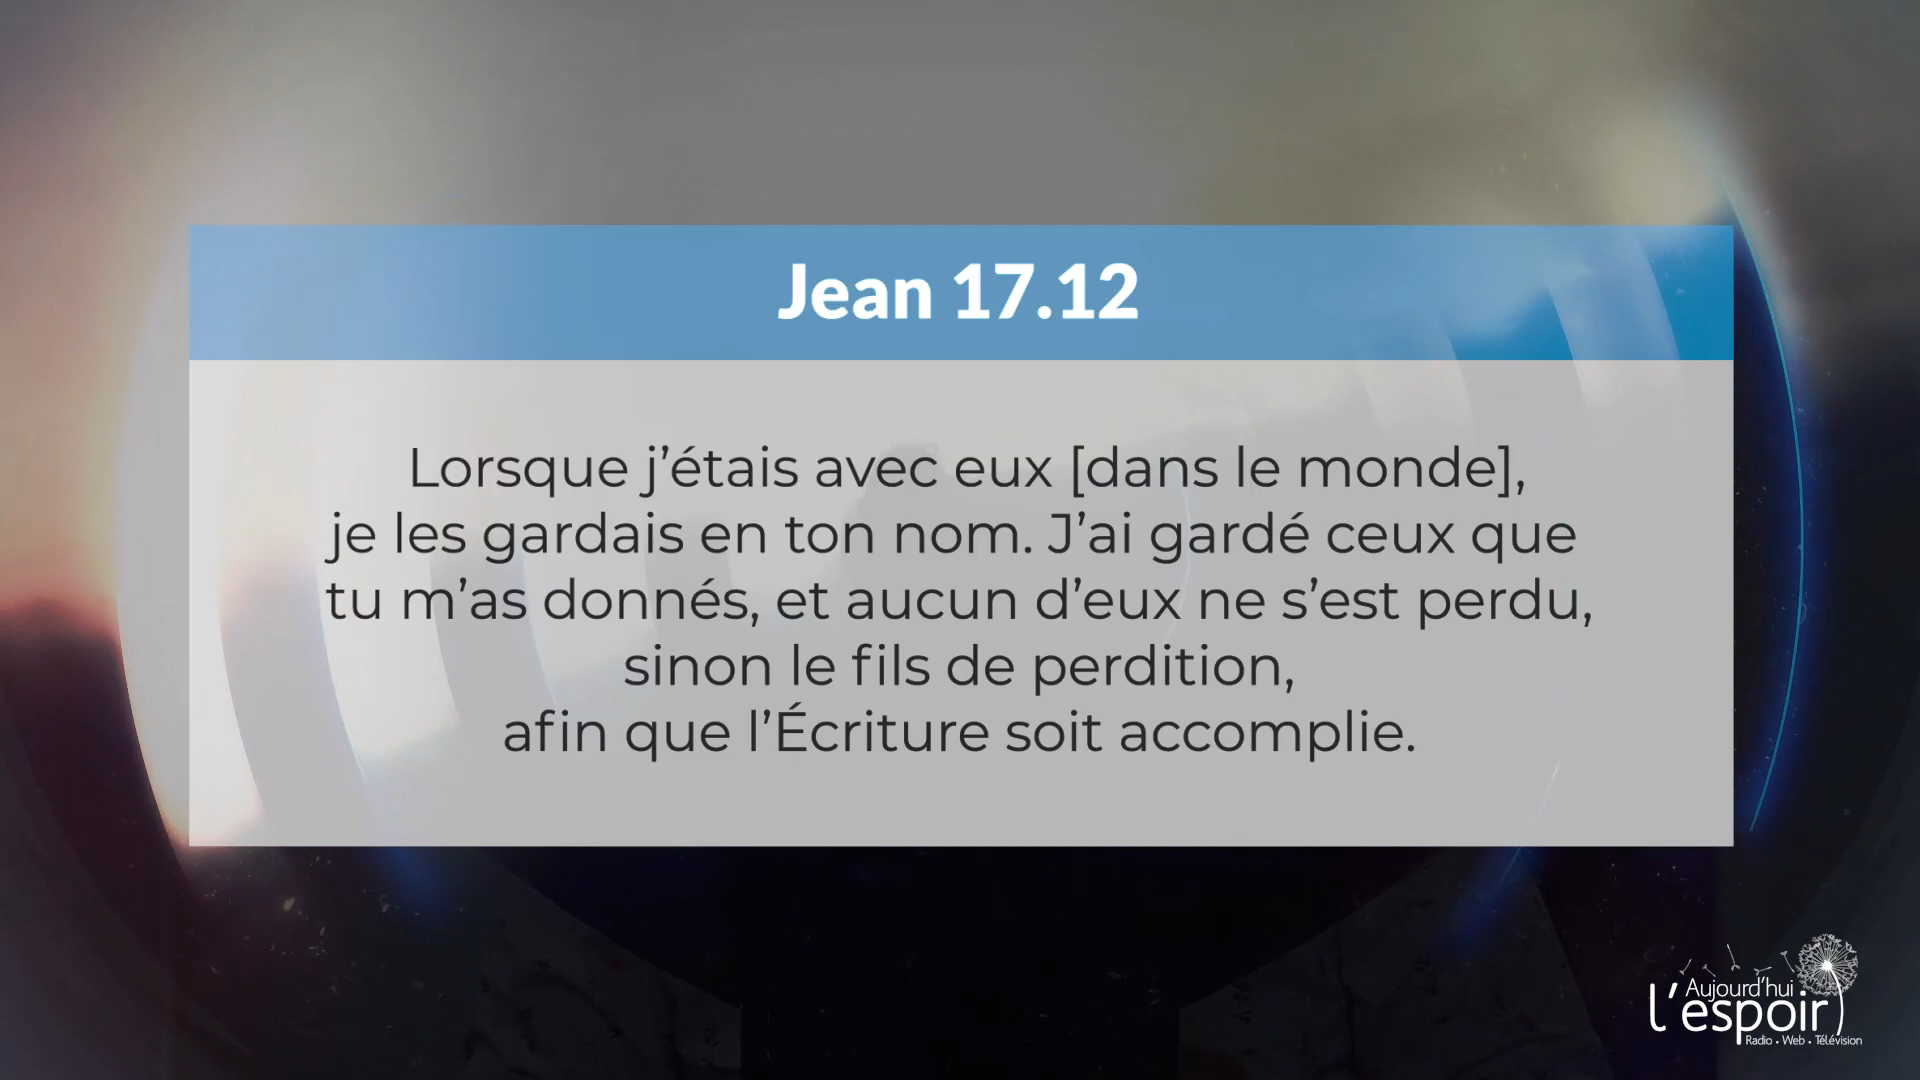 Jean 17.12
Lorsque j’étais avec eux [dans le monde],
je les gardais en ton nom. J’ai gardé ceux que
tu m’as donnés, et aucun d’eux ne s’est perdu,
sinon le fils de perdition,
afin que l’Écriture soit accomplie.
Aujourd’hui
l’espoir
Radio • Web • Télévision